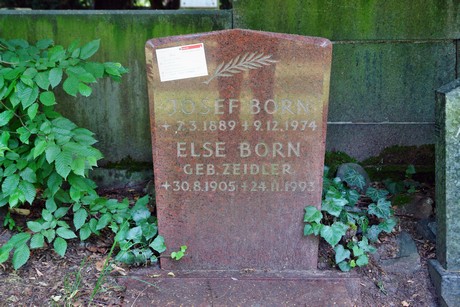 JOSEF BORN
+ 7.3.1889 + 9.12.1974
ELSE BORN
GEB. ZEIDLER
+ 30.8.1905 + 24.11.1993